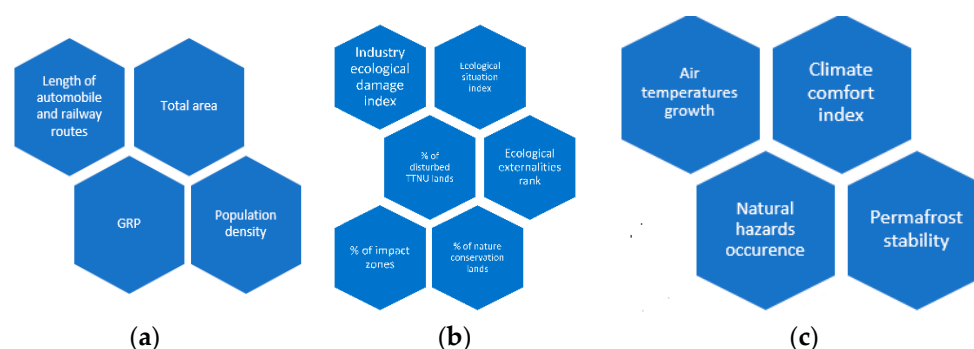 Length of
automobile
and railway
routes
Total area
GRP
Population
density
(a)
Industry
ecological
damage
index
Ecological
situation
index
% of
disturbed
TTNU lands
Ecological
externalities
rank
% of impact
zones
% of nature
conservation
lands
(b)
Air
temperatures
growth
Climate
comfort
index
Natural
hazards
occurence
Permafrost
stability
(c)